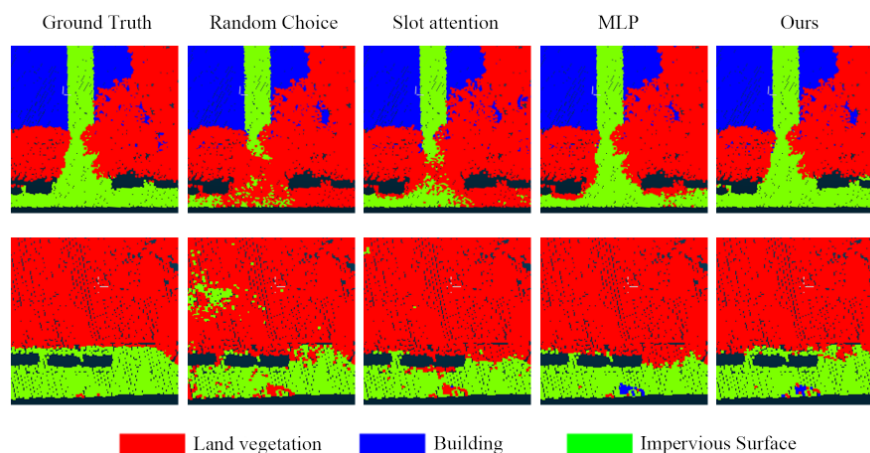 Ground Truth Random Choice Slot attention MLP Ours
Land vegetation Building Impervious Surface